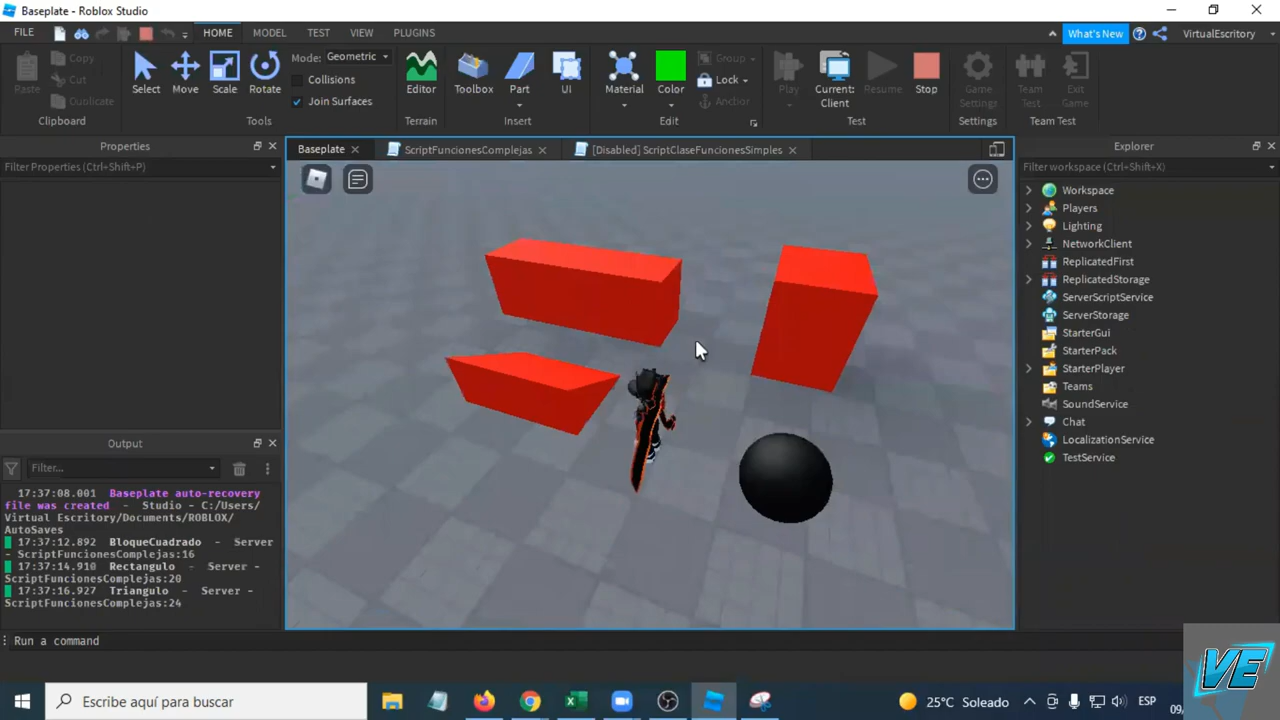 Baseplate - Roblox Studio
FILE HOME MODEL TEST VIEW PLUGINS What's New VirtualEscritory
Paste Copy Cut Duplicate Select Move Scale Rotate Mode: Geometric Collisions Join Surfaces Editor Toolbox Part UI Material Color Group Lock Anchor Play Current: Client Resume Stop Game Settings Team Test Exit Game
Clipboard Tools Terrain Insert Edit Test Settings Team Test
Properties
Filter Properties (Ctrl+Shift+P)
Baseplate ScriptFuncionesComplejas [Disabled] ScriptClaseFuncionesSimples
Explorer
Filter workspace (Ctrl+Shift+X)
Workspace
Players
Lighting
NetworkClient
ReplicatedFirst
ReplicatedStorage
ServerScriptService
ServerStorage
StarterGui
StarterPack
StarterPlayer
Teams
SoundService
Chat
LocalizationService
TestService
Output
Filter...
17:37:08.001 Baseplate auto-recovery
file was created - Studio - C:/Users/
Virtual Escritory/Documents/ROBLOX/
AutoSaves
17:37:12.892 BloqueCuadrado - Server
- ScriptFuncionesComplejas:16
17:37:14.910 Rectangulo - Server -
ScriptFuncionesComplejas:20
17:37:16.927 Triangulo - Server -
ScriptFuncionesComplejas:24
Run a command
VE
Escribe aquí para buscar
25°C Soleado ESP
09/